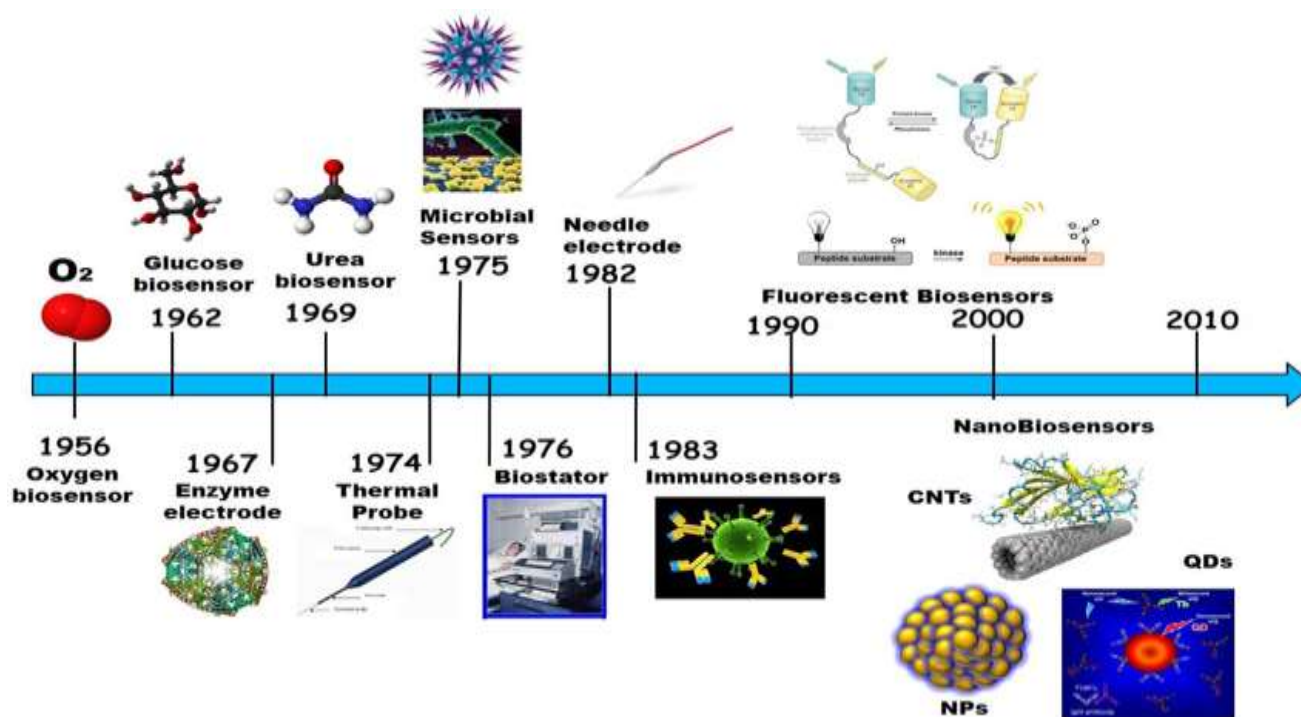 O₂
Glucose
biosensor
1962
Urea
biosensor
1969
Microbial
Sensors
1975
Needle
electrode
1982
OH
Peptide substrate
kinase
Peptide substrate
Fluorescent Biosensors
1990
2000
2010
1956
Oxygen
biosensor
1967
Enzyme
electrode
1974
Thermal
Probe
1976
Biostator
1983
Immunosensors
NanoBiosensors
CNTs
QDs
NPs